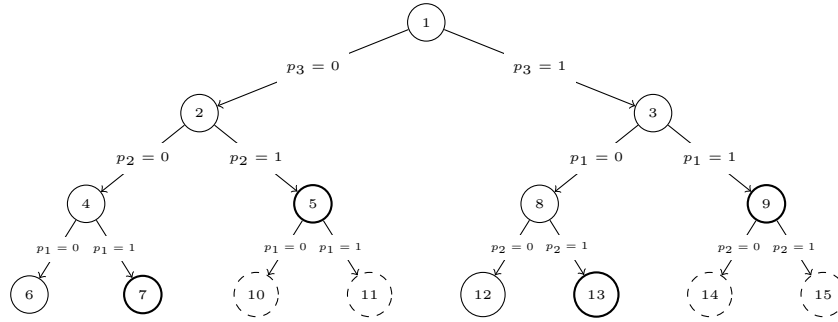 1
p₃ = 0 p₃ = 1
2 3
p₂ = 0 p₂ = 1 p₁ = 0 p₁ = 1
4 5 8 9
p₁ = 0 p₁ = 1 p₁ = 0 p₁ = 1 p₂ = 0 p₂ = 1 p₂ = 0 p₂ = 1
6 7 10 11 12 13 14 15